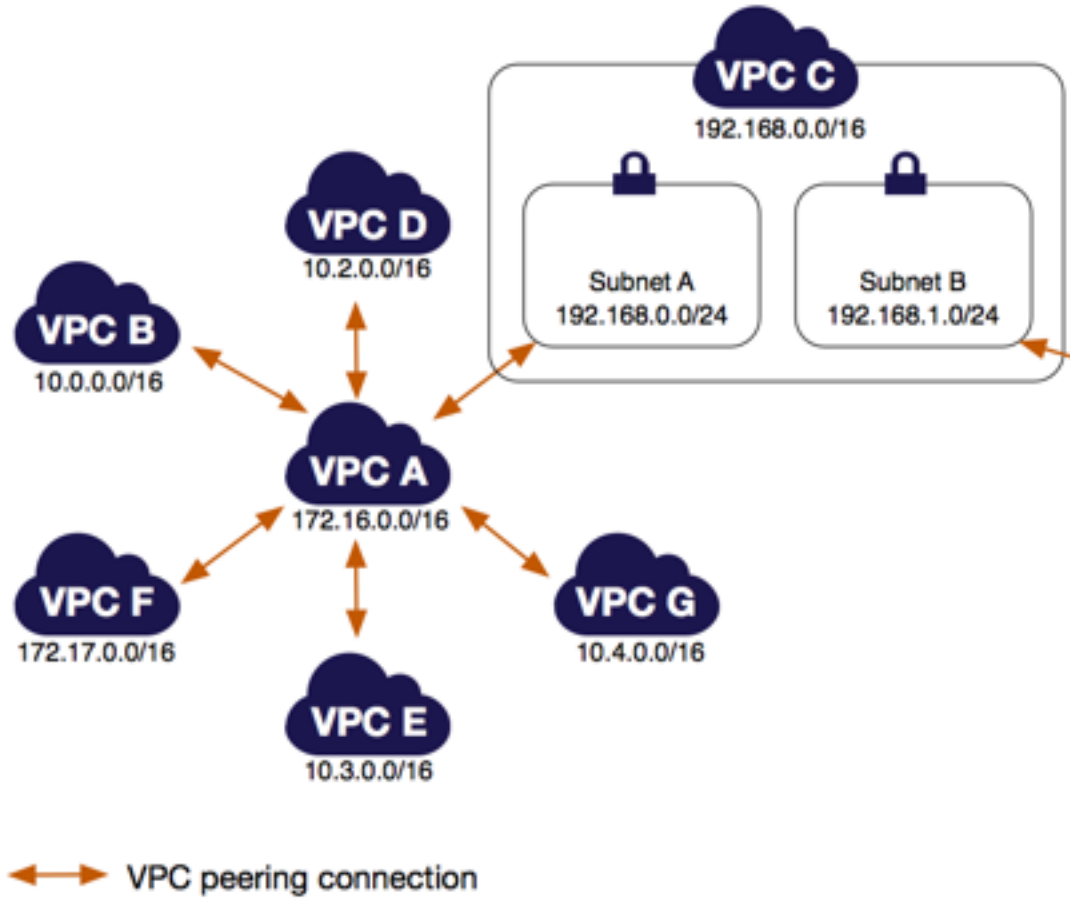 VPC C
192.168.0.0/16
VPC D
10.2.0.0/16
Subnet A
192.168.0.0/24
Subnet B
192.168.1.0/24
VPC B
10.0.0.0/16
VPC A
172.16.0.0/16
VPC F
172.17.0.0/16
VPC G
10.4.0.0/16
VPC E
10.3.0.0/16
VPC peering connection